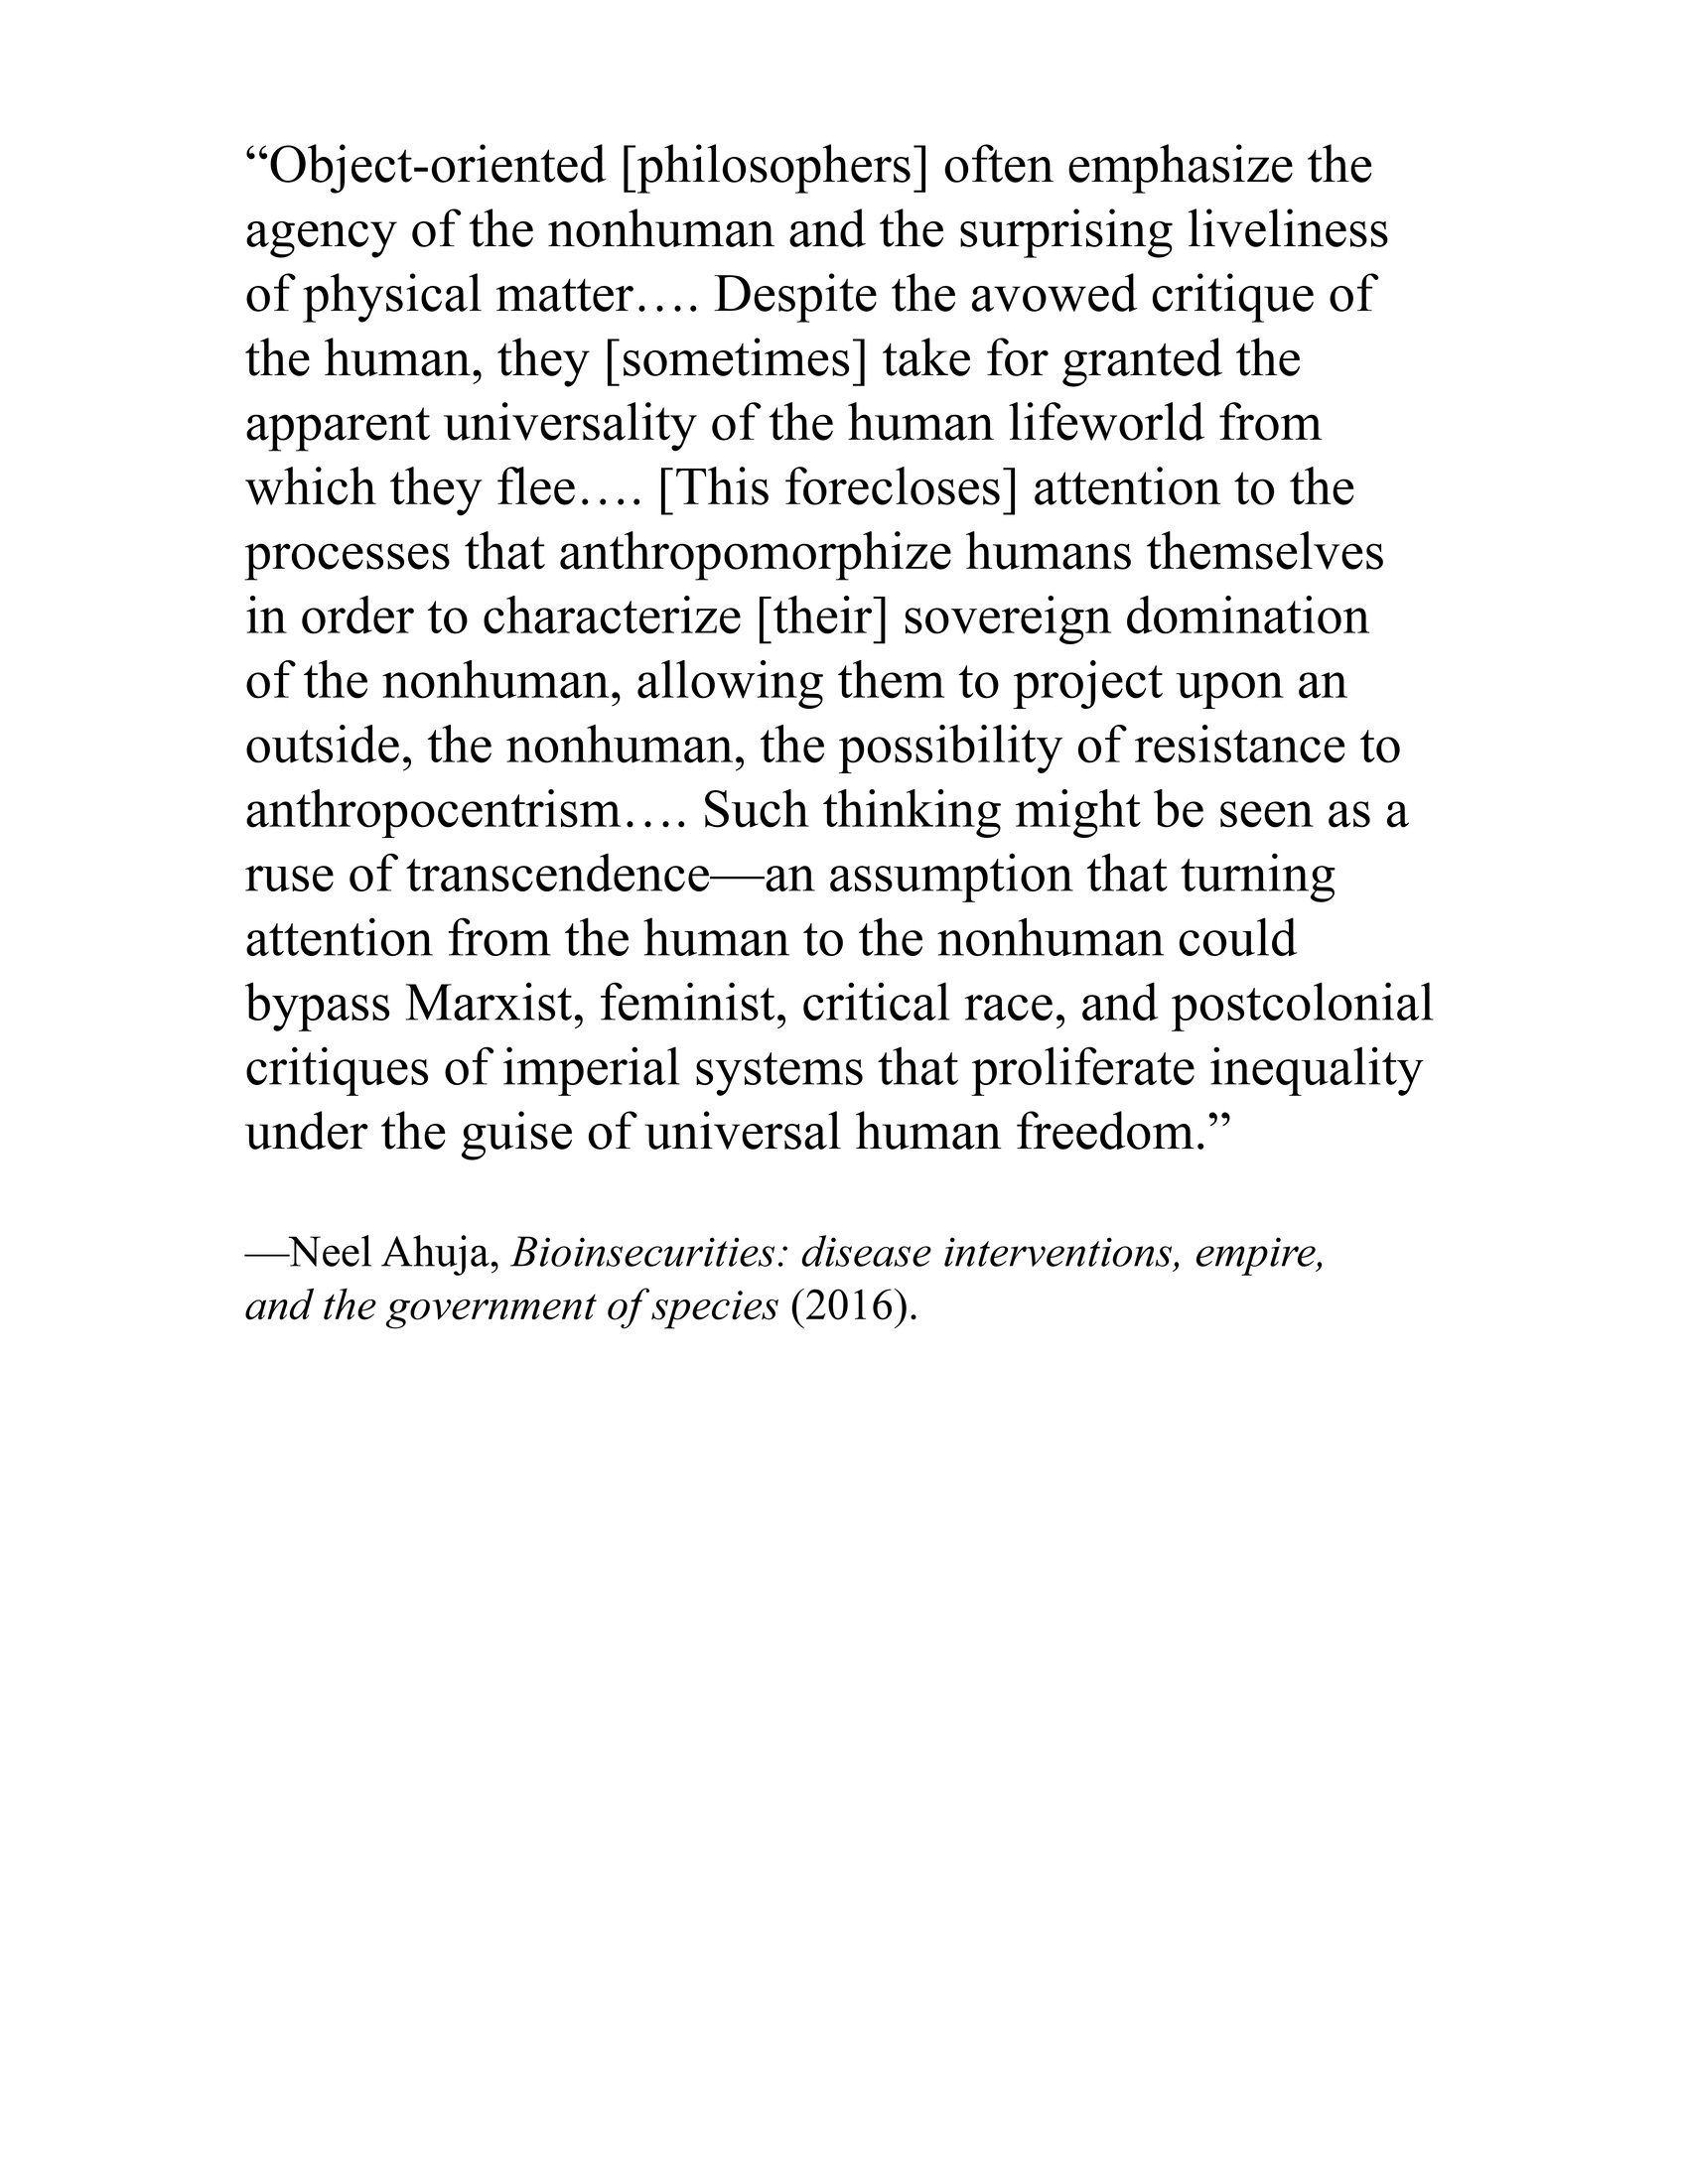 “Object-oriented [philosophers] often emphasize the
agency of the nonhuman and the surprising liveliness
of physical matter…. Despite the avowed critique of
the human, they [sometimes] take for granted the
apparent universality of the human lifeworld from
which they flee…. [This forecloses] attention to the
processes that anthropomorphize humans themselves
in order to characterize [their] sovereign domination
of the nonhuman, allowing them to project upon an
outside, the nonhuman, the possibility of resistance to
anthropocentrism…. Such thinking might be seen as a
ruse of transcendence—an assumption that turning
attention from the human to the nonhuman could
bypass Marxist, feminist, critical race, and postcolonial
critiques of imperial systems that proliferate inequality
under the guise of universal human freedom.”
—Neel Ahuja, Bioinsecurities: disease interventions, empire,
and the government of species (2016).